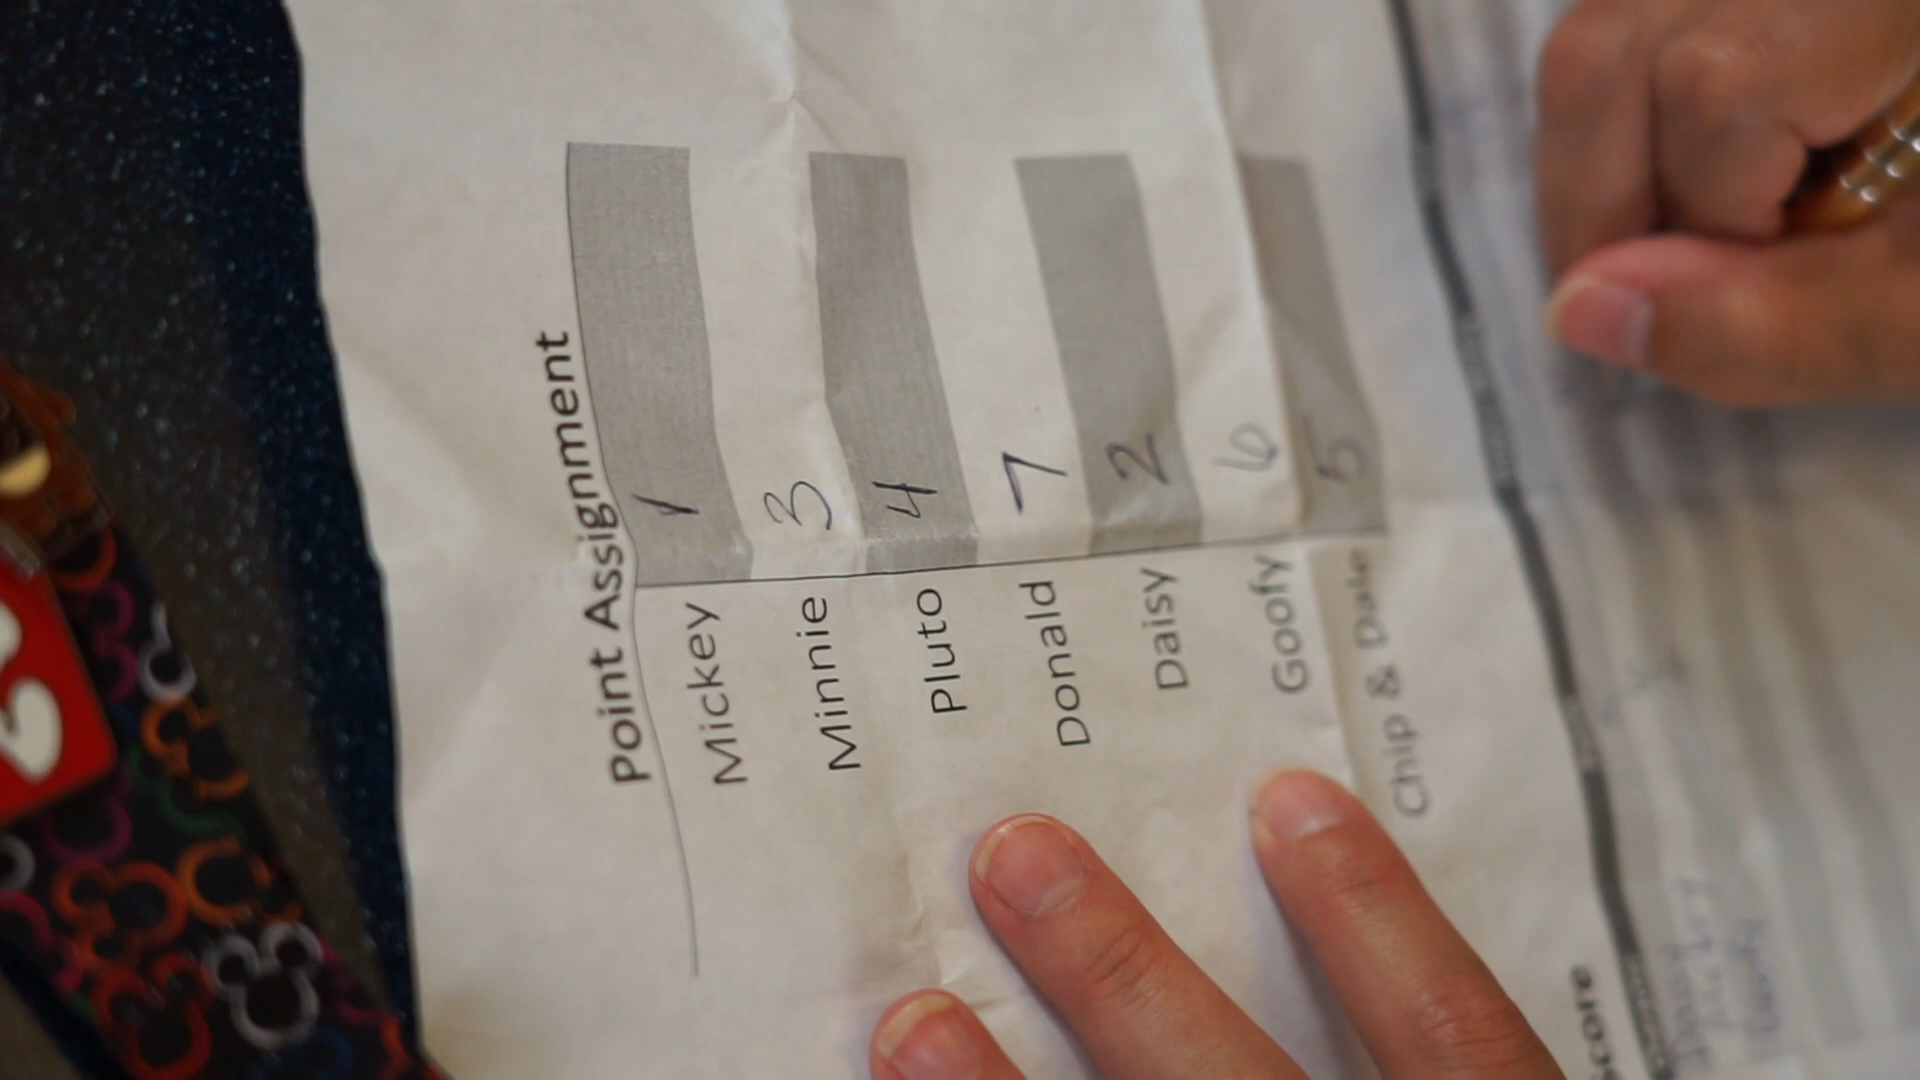 Point Assignment
Mickey 1
Minnie 3
Pluto 4
Donald 7
Daisy 2
Goofy 6
Chip & Dale 5
score